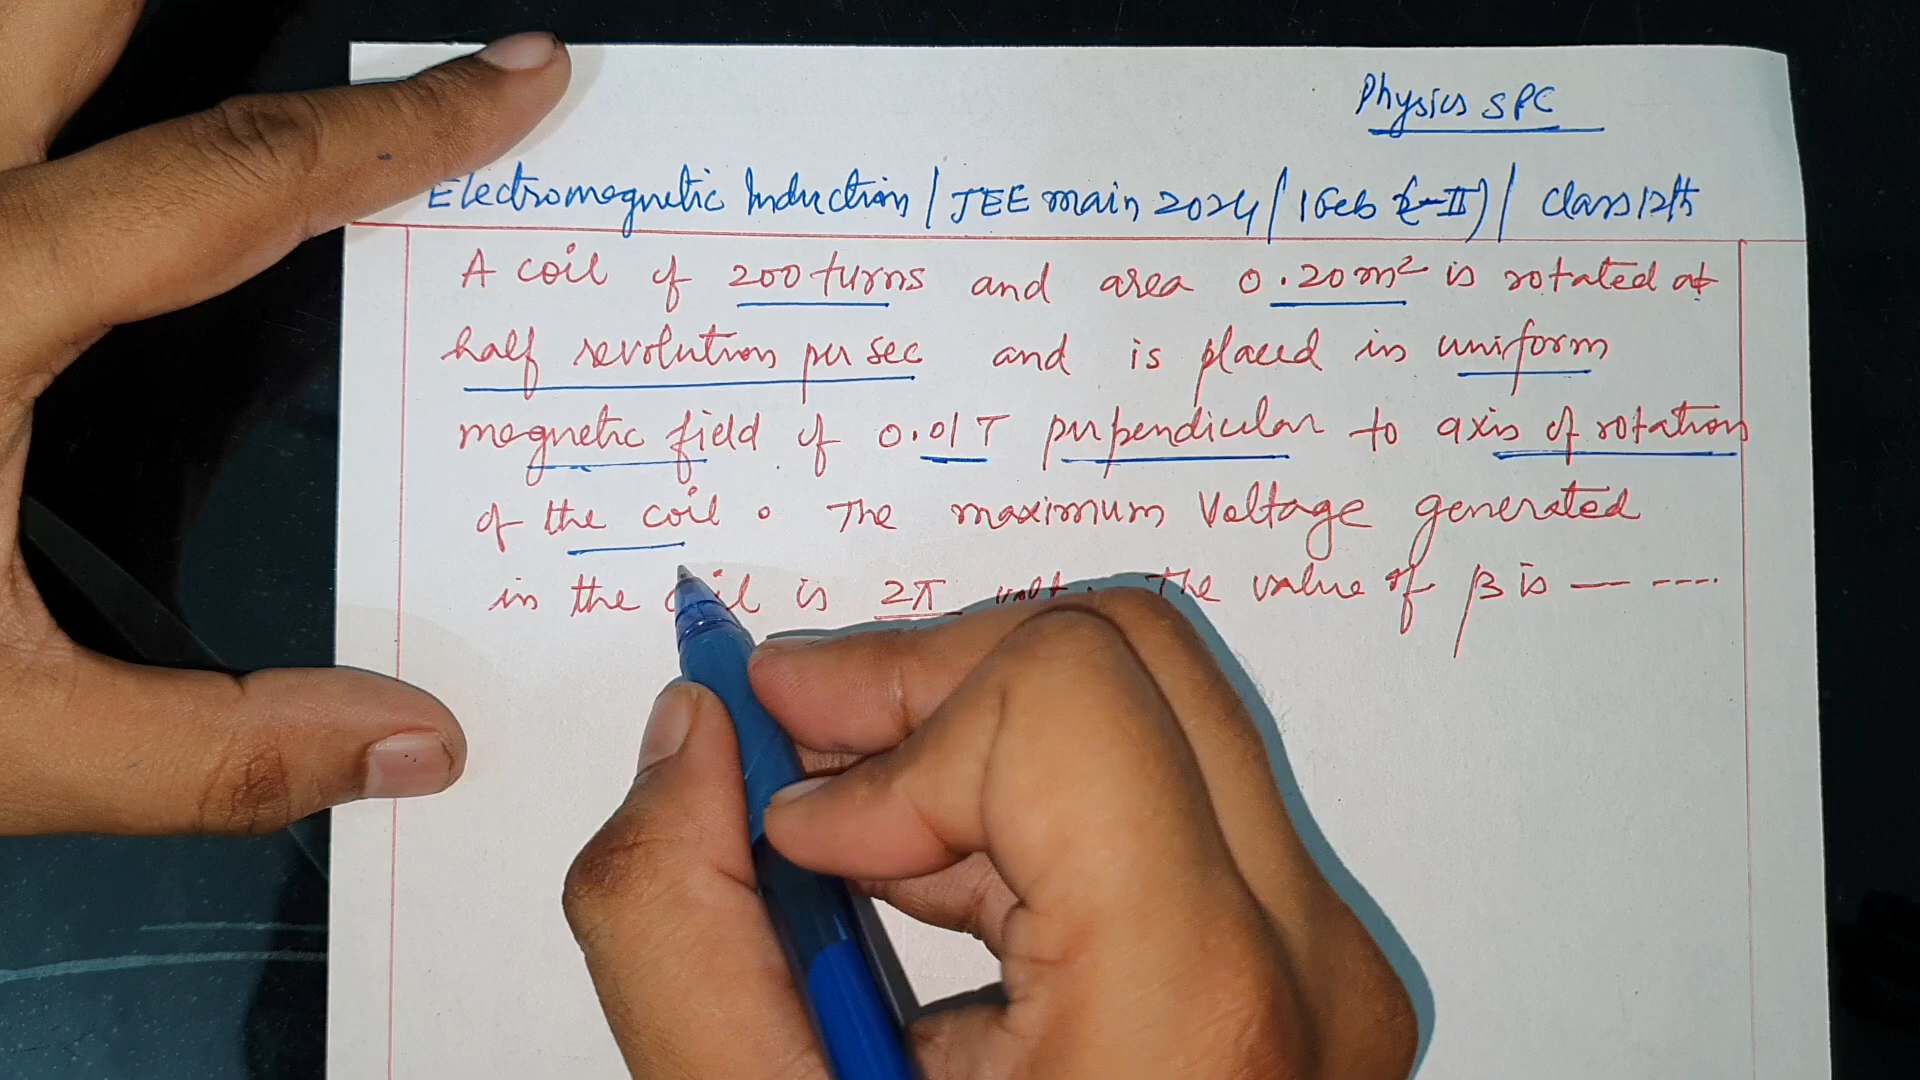 Physics SPC
Electromagnetic Induction / JEE main 2024 / 1 Feb (-II) / Class 12th
A coil of 200 turns and area 0.20 m² is rotated at
half revolution per sec and is placed in uniform
magnetic field of 0.01 T perpendicular to axis of rotation
of the coil. The maximum Voltage generated
in the coil is 2π volt. The value of β is — ----.